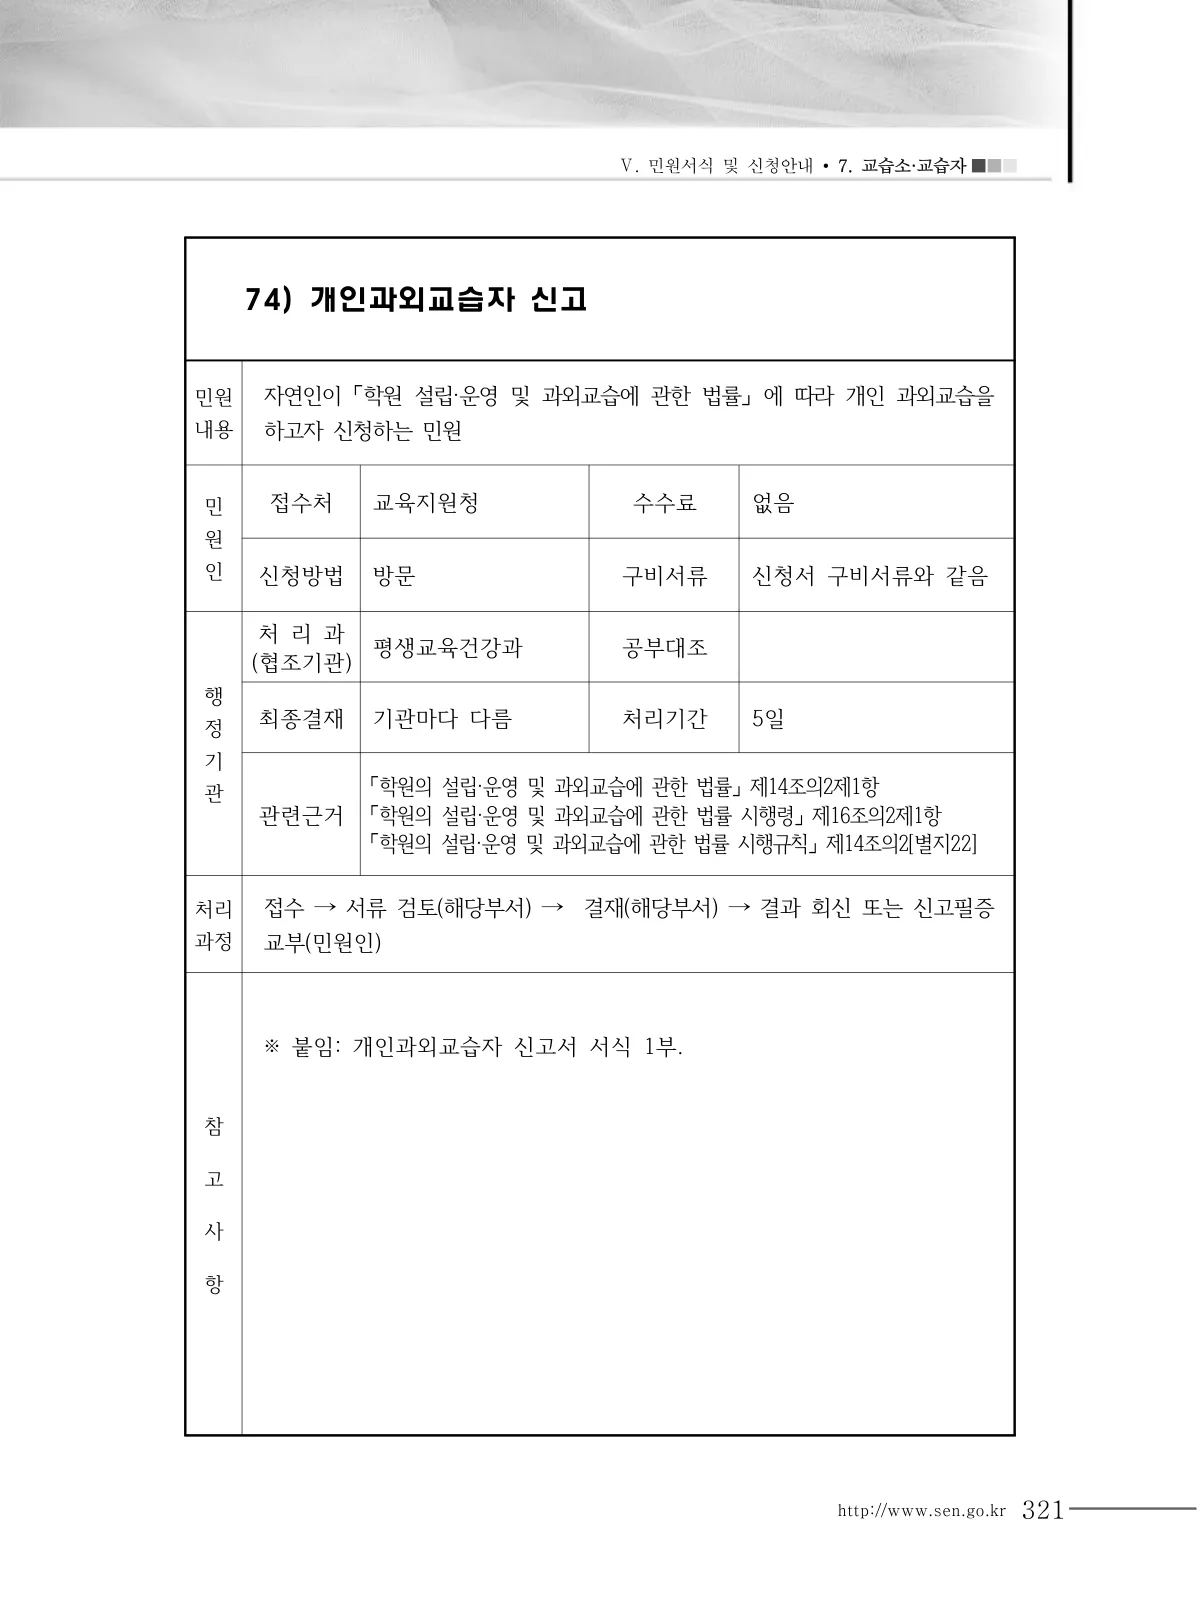 Ⅴ. 민원서식 및 신청안내 • 7. 교습소·교습자
74) 개인과외교습자 신고
민원
내용
자연인이「학원 설립·운영 및 과외교습에 관한 법률」에 따라 개인 과외교습을
하고자 신청하는 민원
민
원
인
접수처
교육지원청
수수료
없음
신청방법
방문
구비서류
신청서 구비서류와 같음
행
정
기
관
처 리 과
(협조기관)
평생교육건강과
공부대조
최종결재
기관마다 다름
처리기간
5일
관련근거
「학원의 설립·운영 및 과외교습에 관한 법률」제14조의2제1항
「학원의 설립·운영 및 과외교습에 관한 법률 시행령」제16조의2제1항
「학원의 설립·운영 및 과외교습에 관한 법률 시행규칙」제14조의2[별지22]
처리
과정
접수 → 서류 검토(해당부서) → 결재(해당부서) → 결과 회신 또는 신고필증
교부(민원인)
참
고
사
항
※ 붙임: 개인과외교습자 신고서 서식 1부.
http://www.sen.go.kr 321